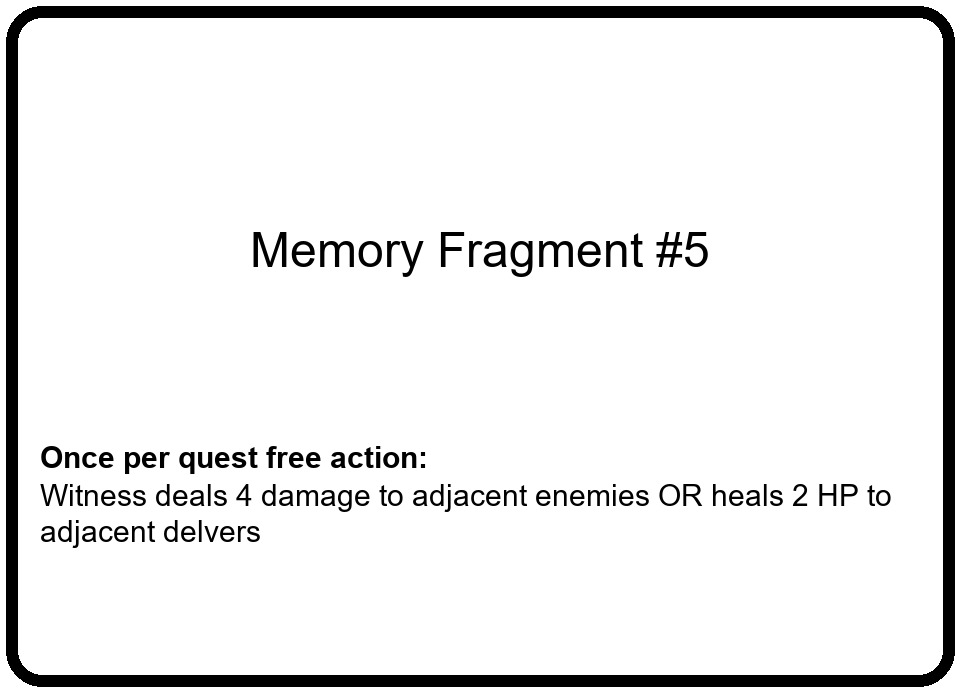 Memory Fragment #5
Once per quest free action:
Witness deals 4 damage to adjacent enemies OR heals 2 HP to
adjacent delvers